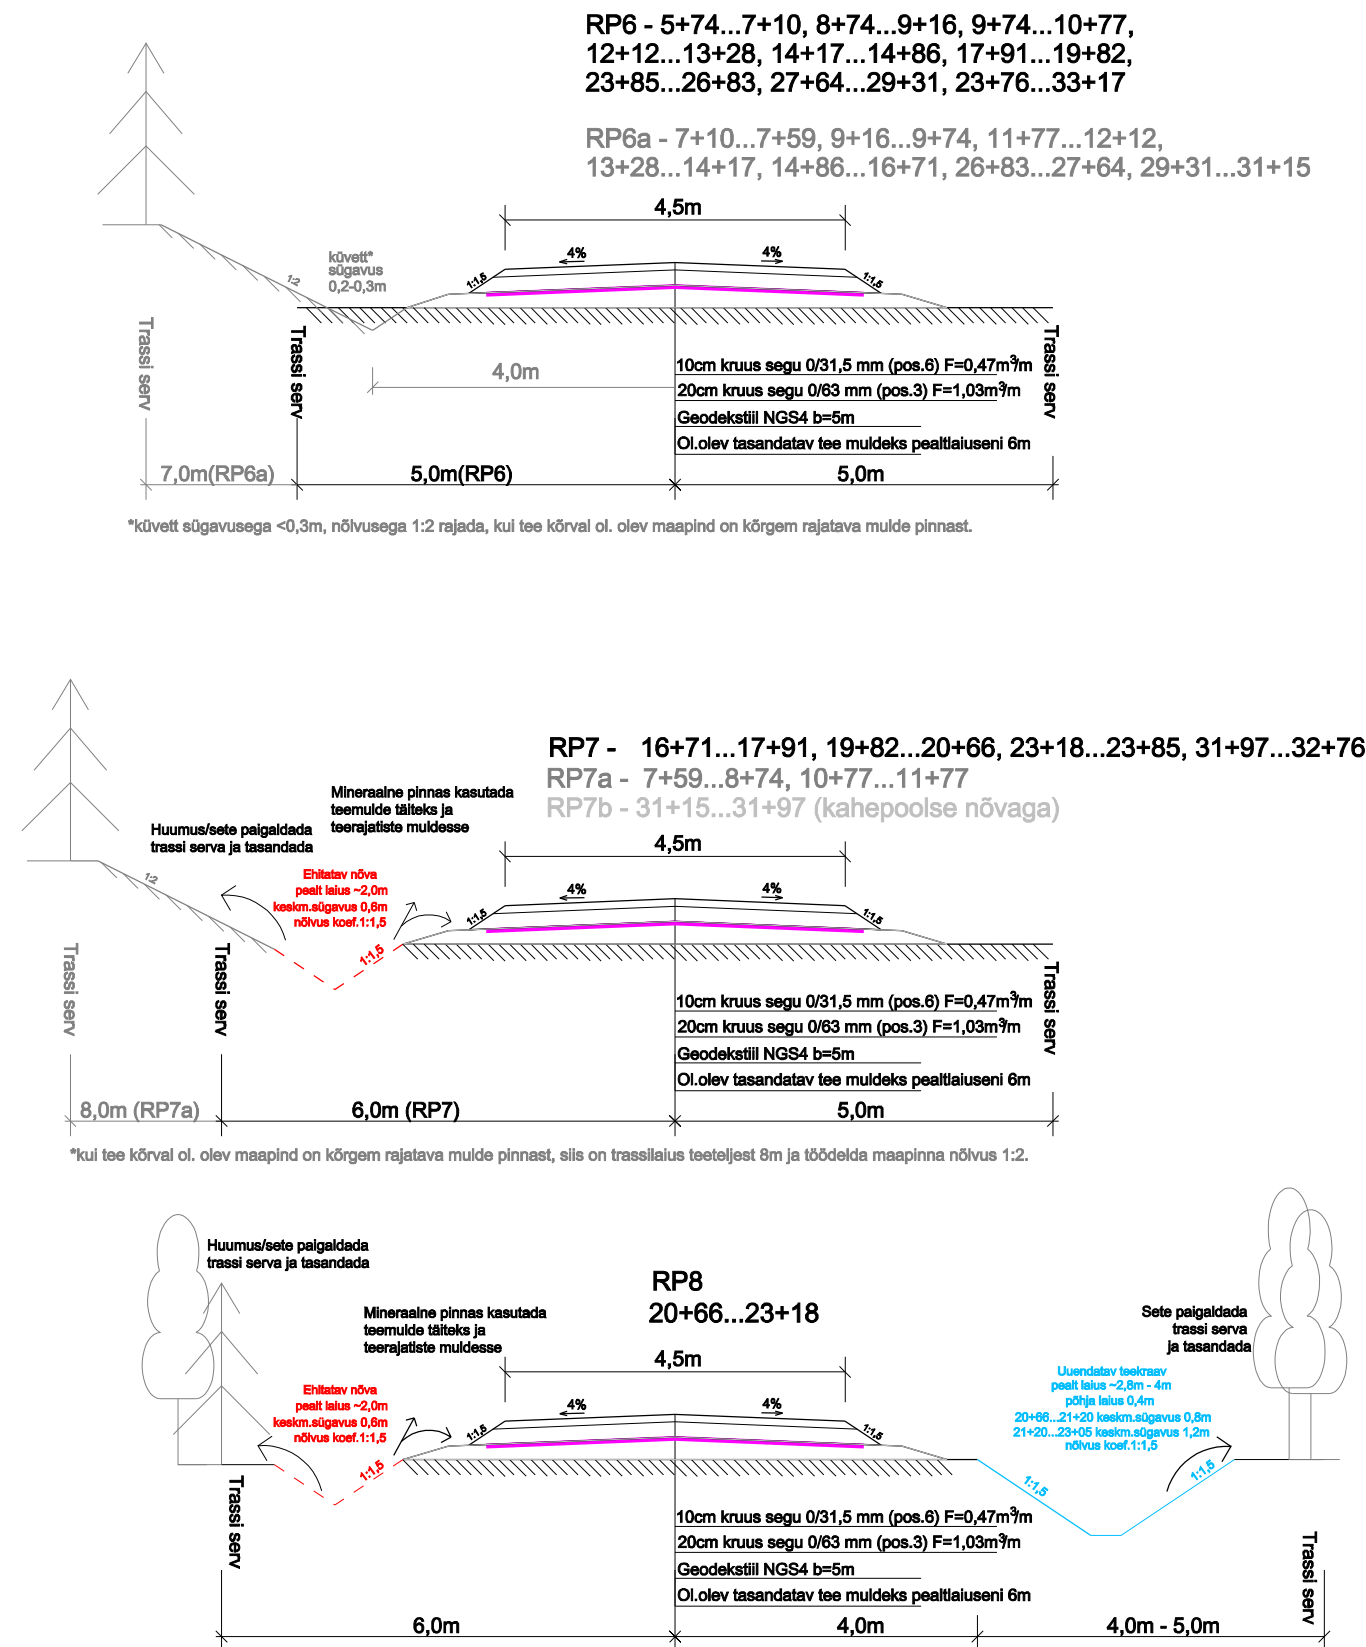 RP6 - 5+74...7+10, 8+74...9+16, 9+74...10+77,
12+12...13+28, 14+17...14+86, 17+91...19+82,
23+85...26+83, 27+64...29+31, 23+76...33+17
RP6a - 7+10...7+59, 9+16...9+74, 11+77...12+12,
13+28...14+17, 14+86...16+71, 26+83...27+64, 29+31...31+15
4,5m
4%
4%
küvett*
sügavus
0,2-0,3m
1:2
1:1,5
1:1,5
Trassi serv
Trassi serv
Trassi serv
4,0m
10cm kruus segu 0/31,5 mm (pos.6) F=0,47m³/m
20cm kruus segu 0/63 mm (pos.3) F=1,03m³/m
Geodekstiil NGS4 b=5m
Ol.olev tasandatav tee muldeks pealtlaiuseni 6m
7,0m(RP6a)
5,0m(RP6)
5,0m
*küvett sügavusega <0,3m, nõlvusega 1:2 rajada, kui tee kõrval ol. olev maapind on kõrgem rajatava mulde pinnast.
RP7 - 16+71...17+91, 19+82...20+66, 23+18...23+85, 31+97...32+76
RP7a - 7+59...8+74, 10+77...11+77
RP7b - 31+15...31+97 (kahepoolse nõvaga)
Mineraalne pinnas kasutada
teemulde täiteks ja
teerajatiste muldesse
Huumus/sete paigaldada
trassi serva ja tasandada
4,5m
Ehitatav nõva
pealt laius ~2,0m
keskm.sügavus 0,6m
nõlvus koef.1:1,5
1:2
4%
4%
1:1,5
1:1,5
1:1,5
Trassi serv
Trassi serv
Trassi serv
10cm kruus segu 0/31,5 mm (pos.6) F=0,47m³/m
20cm kruus segu 0/63 mm (pos.3) F=1,03m³/m
Geodekstiil NGS4 b=5m
Ol.olev tasandatav tee muldeks pealtlaiuseni 6m
8,0m (RP7a)
6,0m (RP7)
5,0m
*kui tee kõrval ol. olev maapind on kõrgem rajatava mulde pinnast, siis on trassilaius teeteljest 8m ja töödelda maapinna nõlvus 1:2.
Huumus/sete paigaldada
trassi serva ja tasandada
RP8
20+66...23+18
Mineraalne pinnas kasutada
teemulde täiteks ja
teerajatiste muldesse
Sete paigaldada
trassi serva
ja tasandada
4,5m
Ehitatav nõva
pealt laius ~2,0m
keskm.sügavus 0,6m
nõlvus koef.1:1,5
Uuendatav teekraav
pealt laius ~2,8m - 4m
põhja laius 0,4m
20+66...21+20 keskm.sügavus 0,8m
21+20...23+05 keskm.sügavus 1,2m
nõlvus koef.1:1,5
4%
4%
1:1,5
1:1,5
1:1,5
1:1,5
1:1,5
Trassi serv
Trassi serv
10cm kruus segu 0/31,5 mm (pos.6) F=0,47m³/m
20cm kruus segu 0/63 mm (pos.3) F=1,03m³/m
Geodekstiil NGS4 b=5m
Ol.olev tasandatav tee muldeks pealtlaiuseni 6m
6,0m
4,0m
4,0m - 5,0m